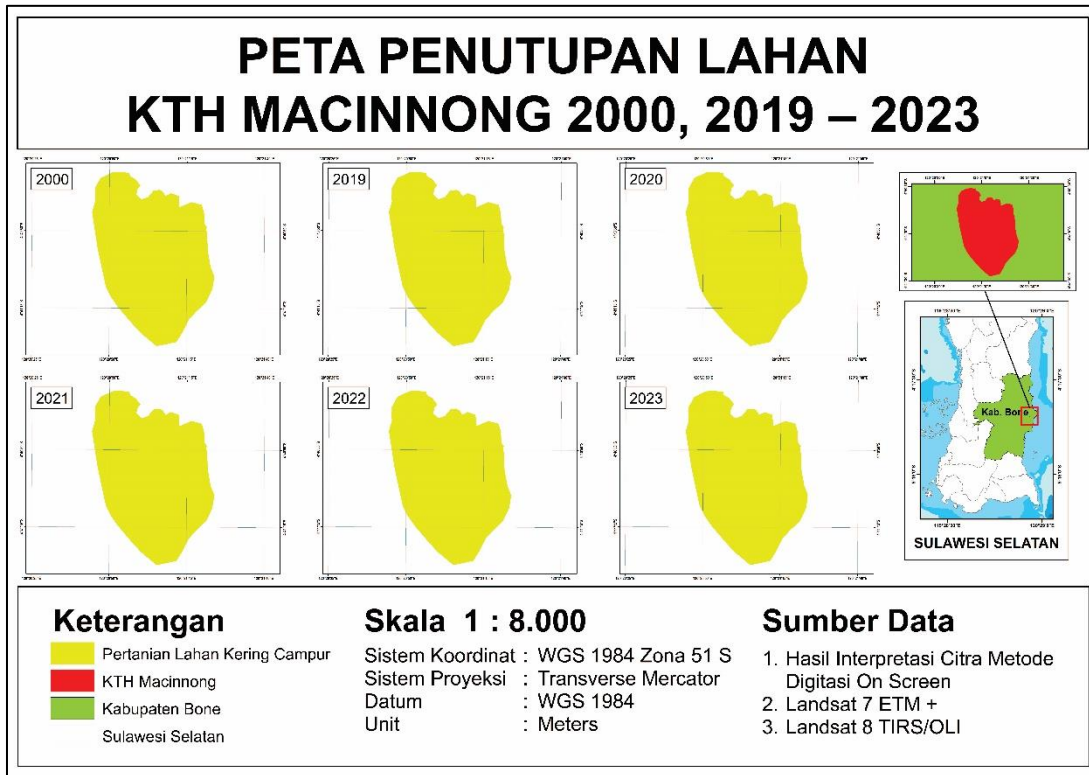 PETA PENUTUPAN LAHAN
KTH MACINNONG 2000, 2019 – 2023
2000
2019
2020
2021
2022
2023
Kab. Bone
SULAWESI SELATAN
Keterangan
Pertanian Lahan Kering Campur
KTH Macinnong
Kabupaten Bone
Sulawesi Selatan
Skala 1 : 8.000
Sistem Koordinat : WGS 1984 Zona 51 S
Sistem Proyeksi : Transverse Mercator
Datum : WGS 1984
Unit : Meters
Sumber Data
1. Hasil Interpretasi Citra Metode
Digitasi On Screen
2. Landsat 7 ETM +
3. Landsat 8 TIRS/OLI